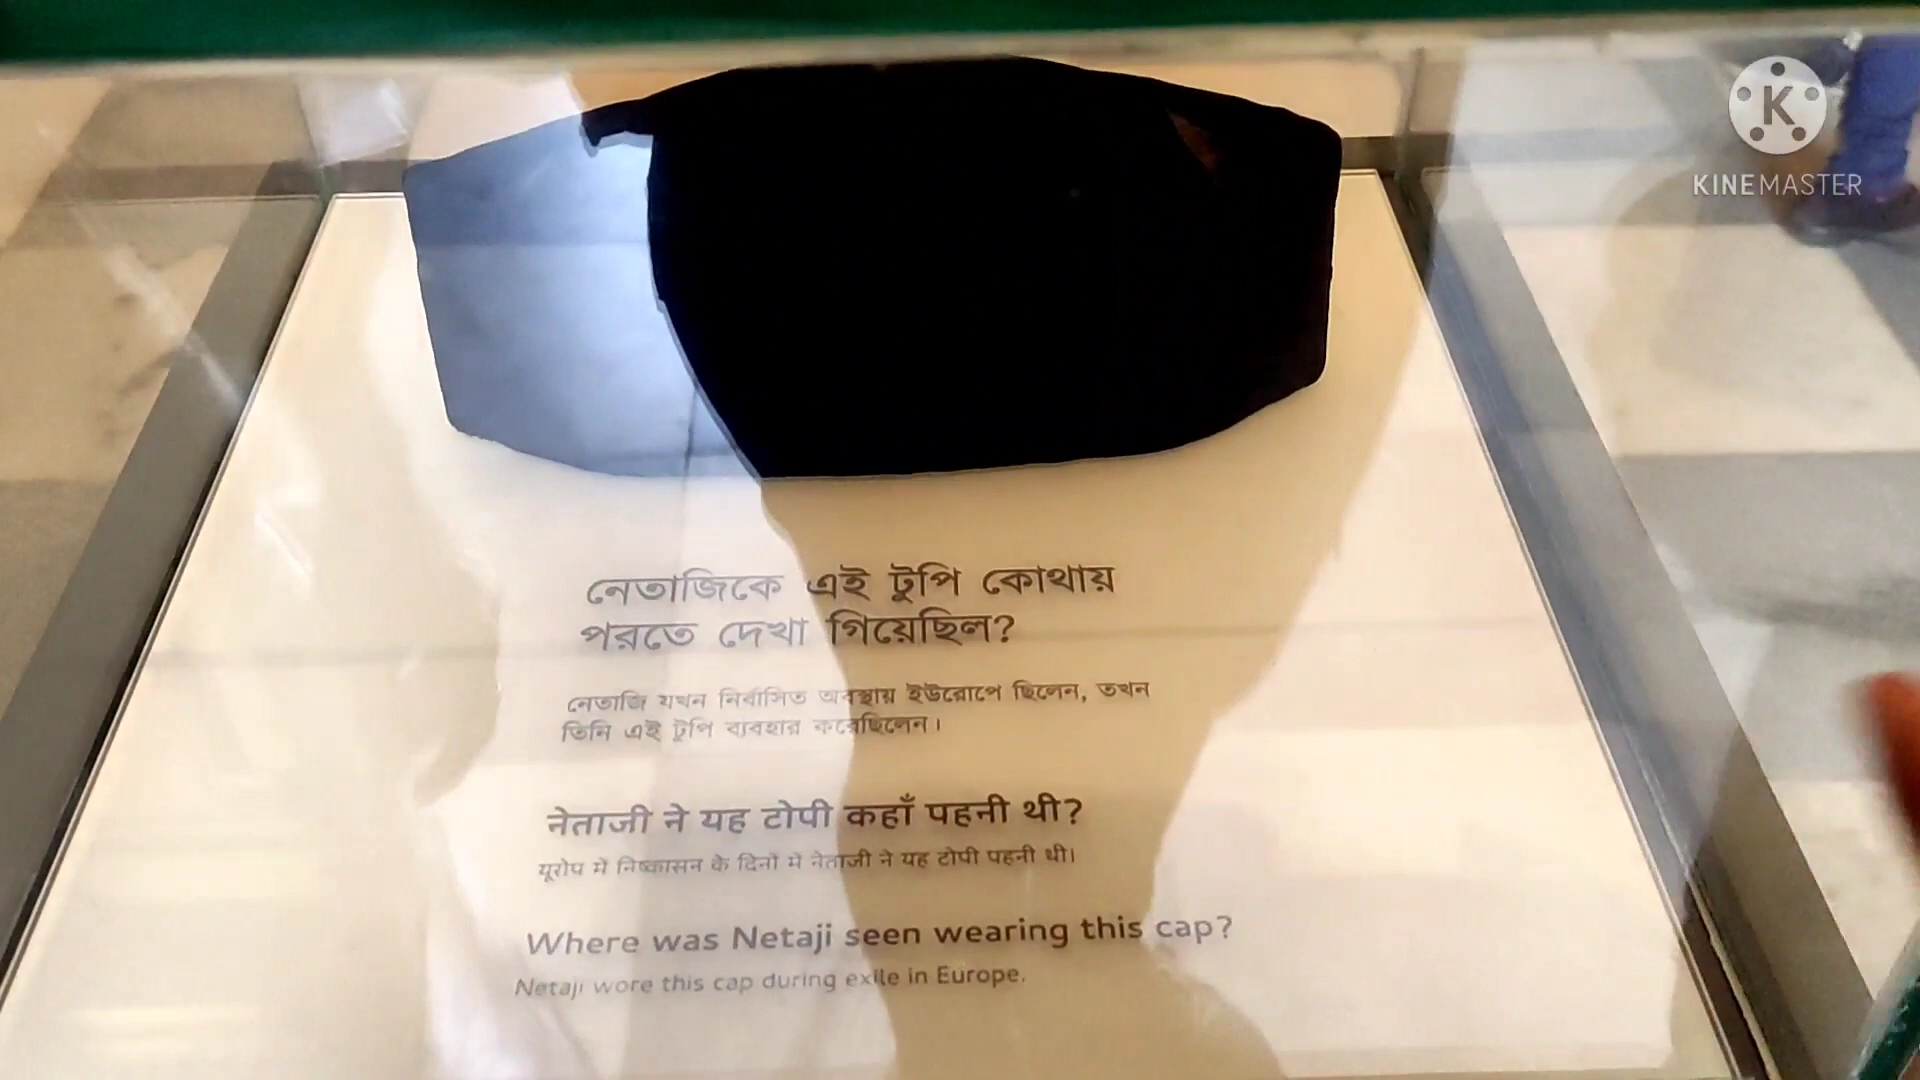 KINEMASTER
নেতাজিকে এই টুপি কোথায়
পরতে দেখা গিয়েছিল?
নেতাজি যখন নির্বাসিত অবস্থায় ইউরোপে ছিলেন, তখন
তিনি এই টুপি ব্যবহার করেছিলেন।
नेताजी ने यह टोपी कहाँ पहनी थी?
यूरोप में निष्कासन के दिनों में नेताजी ने यह टोपी पहनी थी।
Where was Netaji seen wearing this cap?
Netaji wore this cap during exile in Europe.